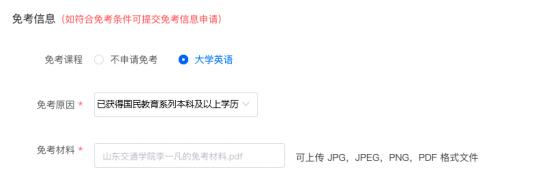 免考信息（如符合免考条件可提交免考信息申请）
免考课程 不申请免考 大学英语
免考原因 * 已获得国民教育系列本科及以上学历
免考材料 * 山东交通学院李一凡的免考材料.pdf 可上传 JPG，JPEG，PNG，PDF 格式文件